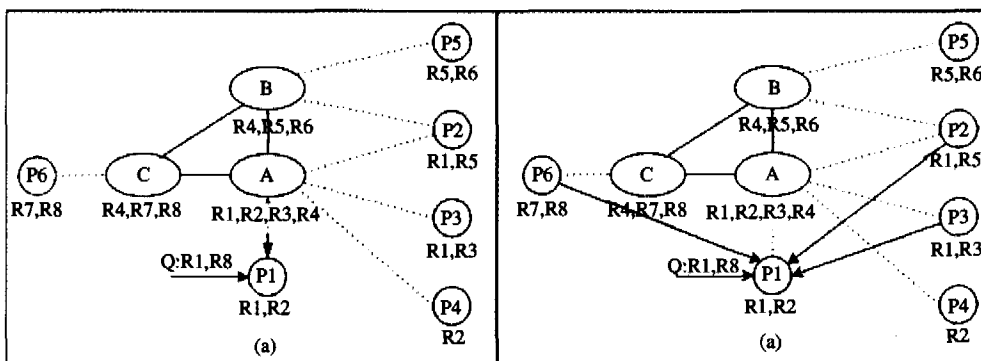 P5
R5,R6
B
R4,R5,R6
P2
R1,R5
P6
R7,R8
C
R4,R7,R8
A
R1,R2,R3,R4
P3
R1,R3
Q:R1,R8
P1
R1,R2
P4
R2
(a)
P5
R5,R6
B
R4,R5,R6
P2
R1,R5
P6
R7,R8
C
R4,R7,R8
A
R1,R2,R3,R4
P3
R1,R3
Q:R1,R8
P1
R1,R2
P4
R2
(a)